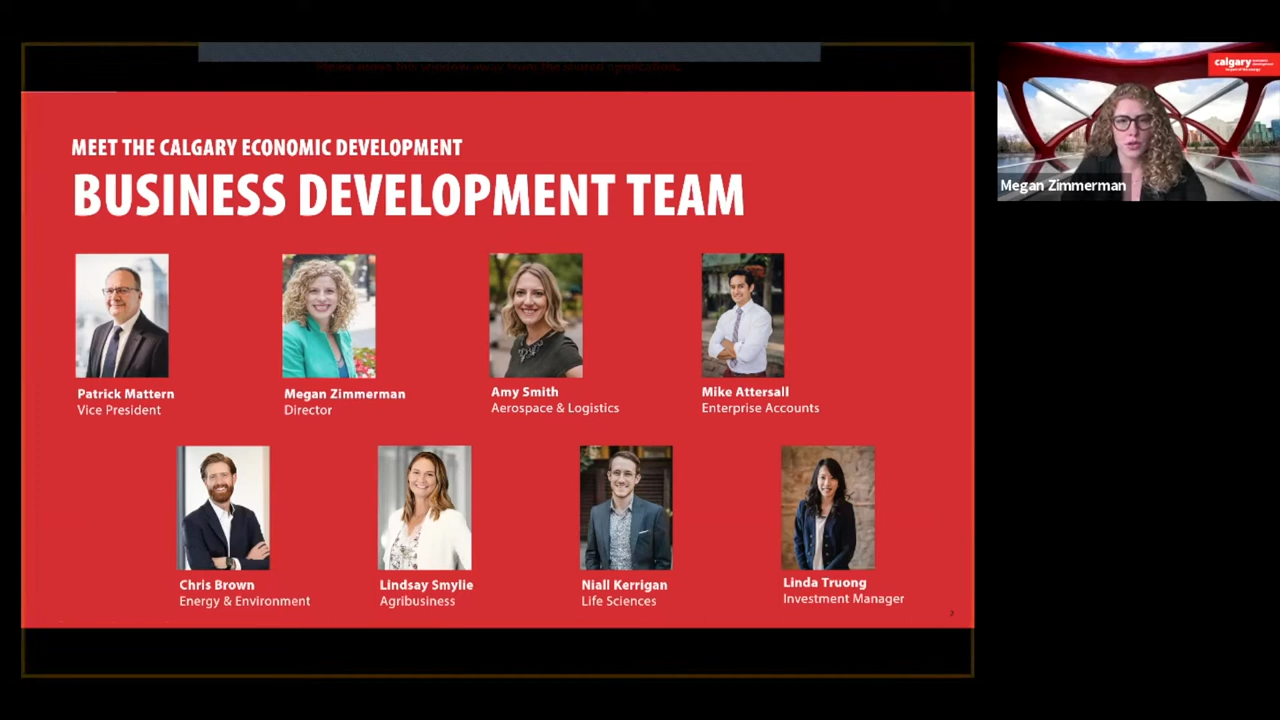 MEET THE CALGARY ECONOMIC DEVELOPMENT
BUSINESS DEVELOPMENT TEAM
Patrick Mattern
Vice President
Megan Zimmerman
Director
Amy Smith
Aerospace & Logistics
Mike Attersall
Enterprise Accounts
Chris Brown
Energy & Environment
Lindsay Smylie
Agribusiness
Niall Kerrigan
Life Sciences
Linda Truong
Investment Manager
2
calgary
Megan Zimmerman